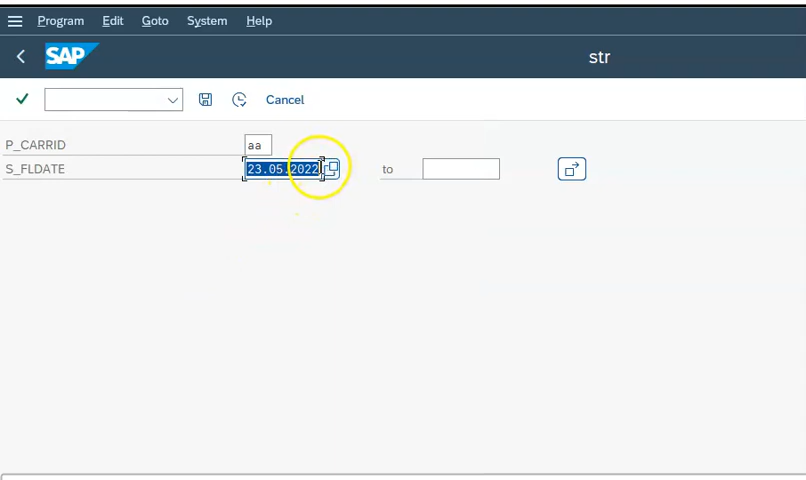 Program Edit Goto System Help
SAP str
Cancel
P_CARRID aa
S_FLDATE 23.05.2022 to